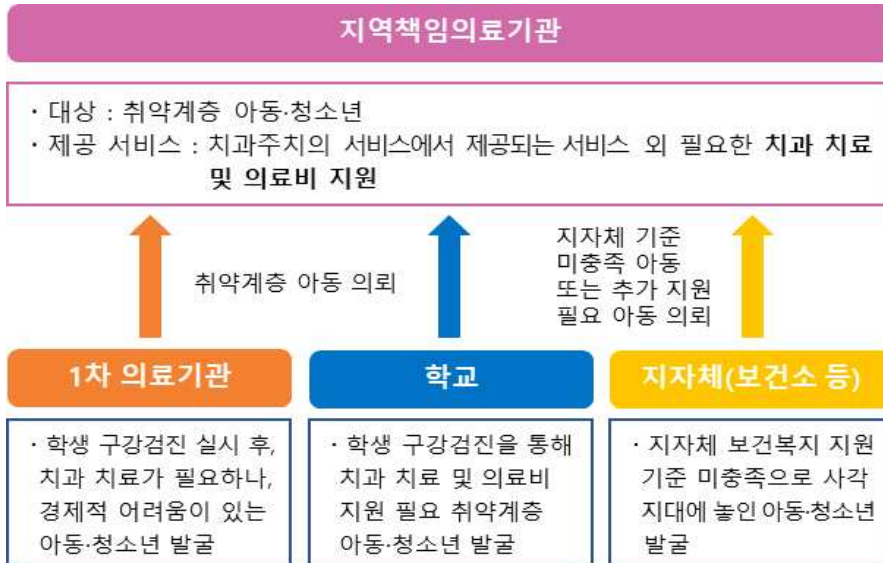 지역책임의료기관
· 대상 : 취약계층 아동·청소년
· 제공 서비스 : 치과주치의 서비스에서 제공되는 서비스 외 필요한 치과 치료
및 의료비 지원
취약계층 아동 의뢰
지자체 기준
미충족 아동
또는 추가 지원
필요 아동 의뢰
1차 의료기관
· 학생 구강검진 실시 후,
치과 치료가 필요하나,
경제적 어려움이 있는
아동·청소년 발굴
학교
· 학생 구강검진을 통해
치과 치료 및 의료비
지원 필요 취약계층
아동·청소년 발굴
지자체(보건소 등)
· 지자체 보건복지 지원
기준 미충족으로 사각
지대에 놓인 아동·청소년
발굴